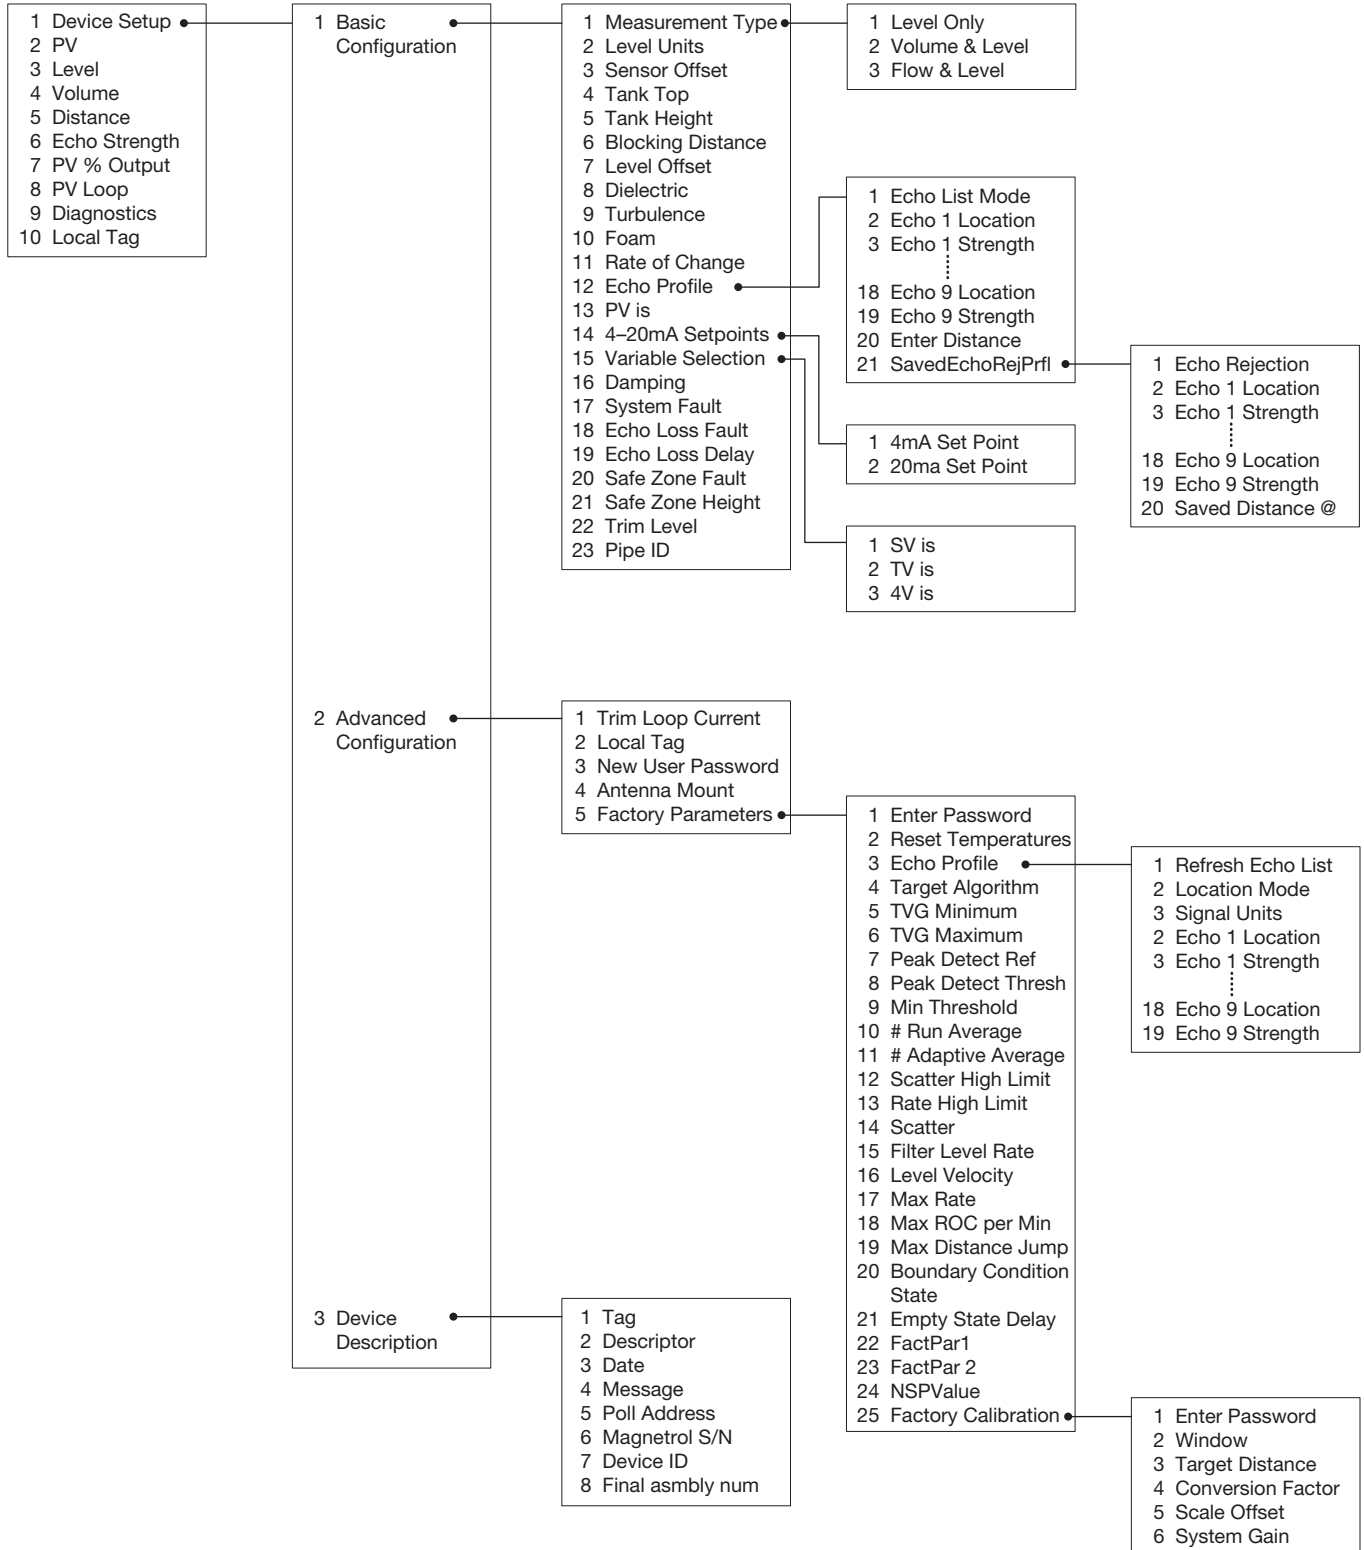 1 Device Setup
2 PV
3 Level
4 Volume
5 Distance
6 Echo Strength
7 PV % Output
8 PV Loop
9 Diagnostics
10 Local Tag
1 Basic
Configuration
2 Advanced
Configuration
3 Device
Description
1 Measurement Type
2 Level Units
3 Sensor Offset
4 Tank Top
5 Tank Height
6 Blocking Distance
7 Level Offset
8 Dielectric
9 Turbulence
10 Foam
11 Rate of Change
12 Echo Profile
13 PV is
14 4–20mA Setpoints
15 Variable Selection
16 Damping
17 System Fault
18 Echo Loss Fault
19 Echo Loss Delay
20 Safe Zone Fault
21 Safe Zone Height
22 Trim Level
23 Pipe ID
1 Level Only
2 Volume & Level
3 Flow & Level
1 Echo List Mode
2 Echo 1 Location
3 Echo 1 Strength
18 Echo 9 Location
19 Echo 9 Strength
20 Enter Distance
21 SavedEchoRejPrfl
1 Echo Rejection
2 Echo 1 Location
3 Echo 1 Strength
18 Echo 9 Location
19 Echo 9 Strength
20 Saved Distance @
1 4mA Set Point
2 20ma Set Point
1 SV is
2 TV is
3 4V is
1 Trim Loop Current
2 Local Tag
3 New User Password
4 Antenna Mount
5 Factory Parameters
1 Enter Password
2 Reset Temperatures
3 Echo Profile
4 Target Algorithm
5 TVG Minimum
6 TVG Maximum
7 Peak Detect Ref
8 Peak Detect Thresh
9 Min Threshold
10 # Run Average
11 # Adaptive Average
12 Scatter High Limit
13 Rate High Limit
14 Scatter
15 Filter Level Rate
16 Level Velocity
17 Max Rate
18 Max ROC per Min
19 Max Distance Jump
20 Boundary Condition
State
21 Empty State Delay
22 FactPar1
23 FactPar 2
24 NSPValue
25 Factory Calibration
1 Refresh Echo List
2 Location Mode
3 Signal Units
2 Echo 1 Location
3 Echo 1 Strength
18 Echo 9 Location
19 Echo 9 Strength
1 Tag
2 Descriptor
3 Date
4 Message
5 Poll Address
6 Magnetrol S/N
7 Device ID
8 Final asmbly num
1 Enter Password
2 Window
3 Target Distance
4 Conversion Factor
5 Scale Offset
6 System Gain